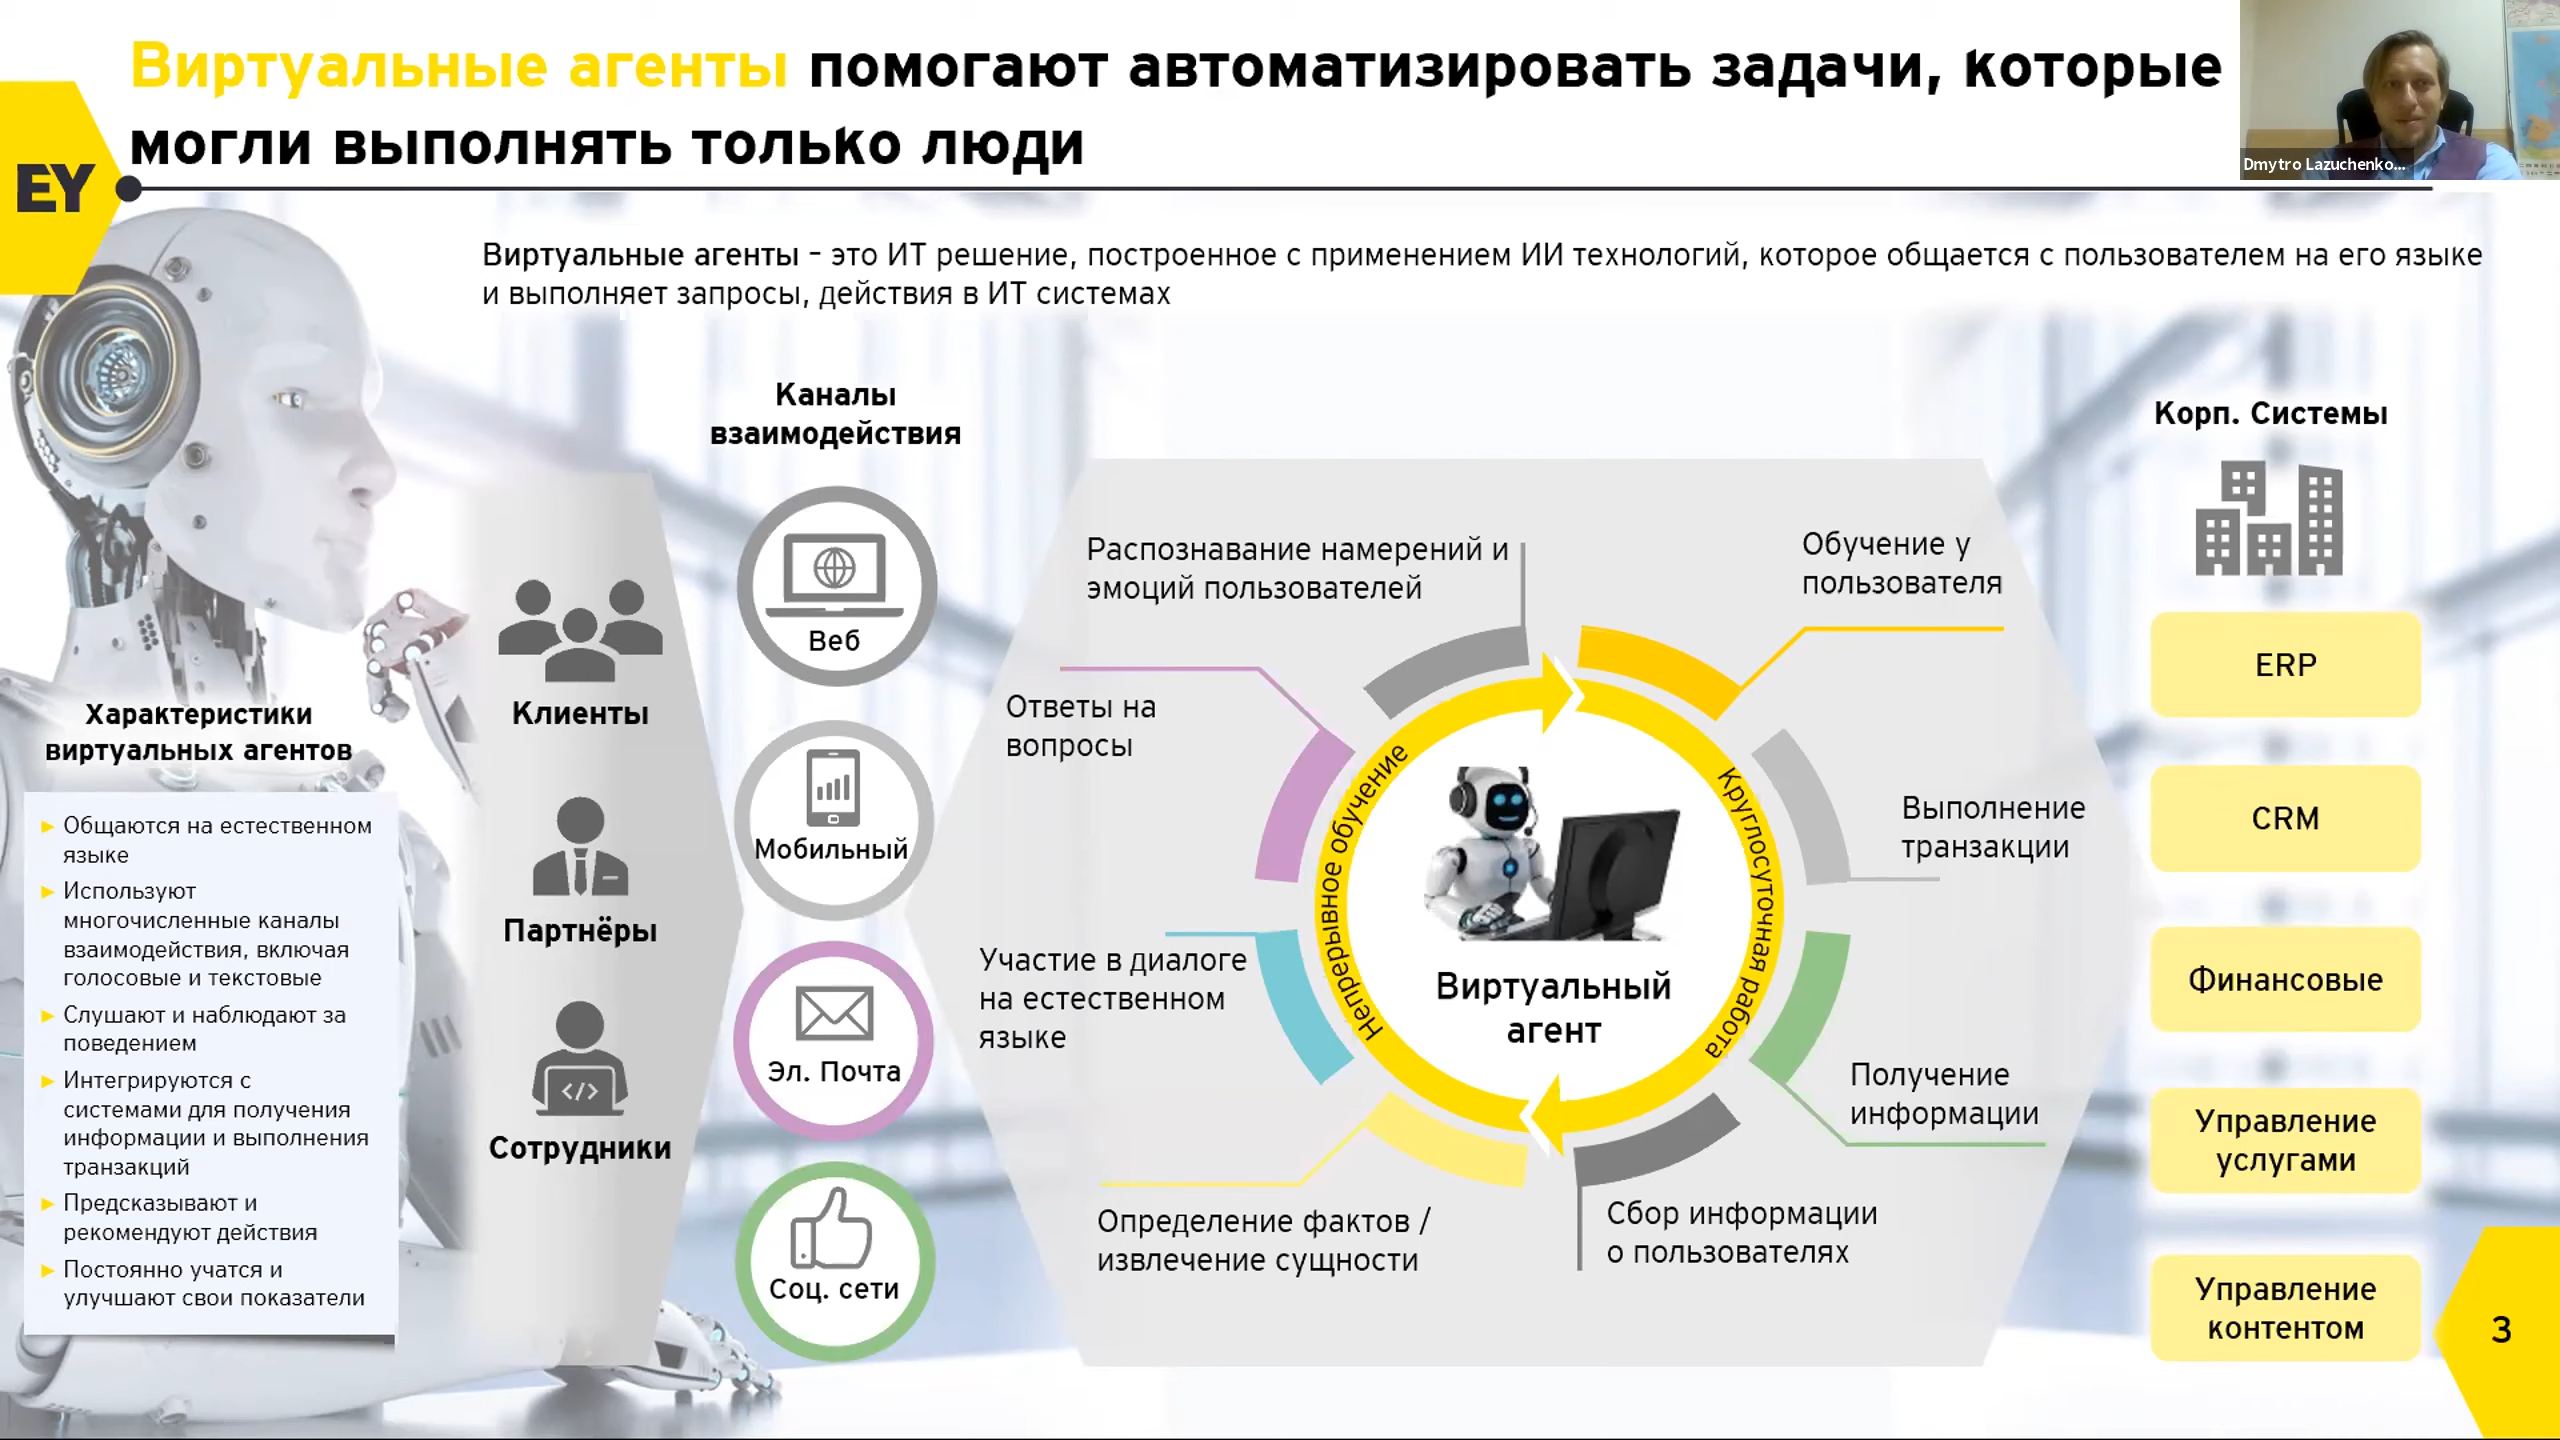 Виртуальные агенты помогают автоматизировать задачи, которые
могли выполнять только люди
Dmytro Lazuchenko...
EY
Виртуальные агенты – это ИТ решение, построенное с применением ИИ технологий, которое общается с пользователем на его языке
и выполняет запросы, действия в ИТ системах
Характеристики
виртуальных агентов
Общаются на естественном
языке
Используют
многочисленные каналы
взаимодействия, включая
голосовые и текстовые
Слушают и наблюдают за
поведением
Интегрируются с
системами для получения
информации и выполнения
транзакций
Предсказывают и
рекомендуют действия
Постоянно учатся и
улучшают свои показатели
Клиенты
Партнёры
Сотрудники
Каналы
взаимодействия
Веб
Мобильный
Эл. Почта
Соц. сети
Распознавание намерений и
эмоций пользователей
Ответы на
вопросы
Участие в диалоге
на естественном
языке
Определение фактов /
извлечение сущности
Непрерывное обучение
Виртуальный
агент
Круглосуточная работа
Обучение у
пользователя
Выполнение
транзакции
Получение
информации
Сбор информации
о пользователях
Корп. Системы
ERP
CRM
Финансовые
Управление
услугами
Управление
контентом
3